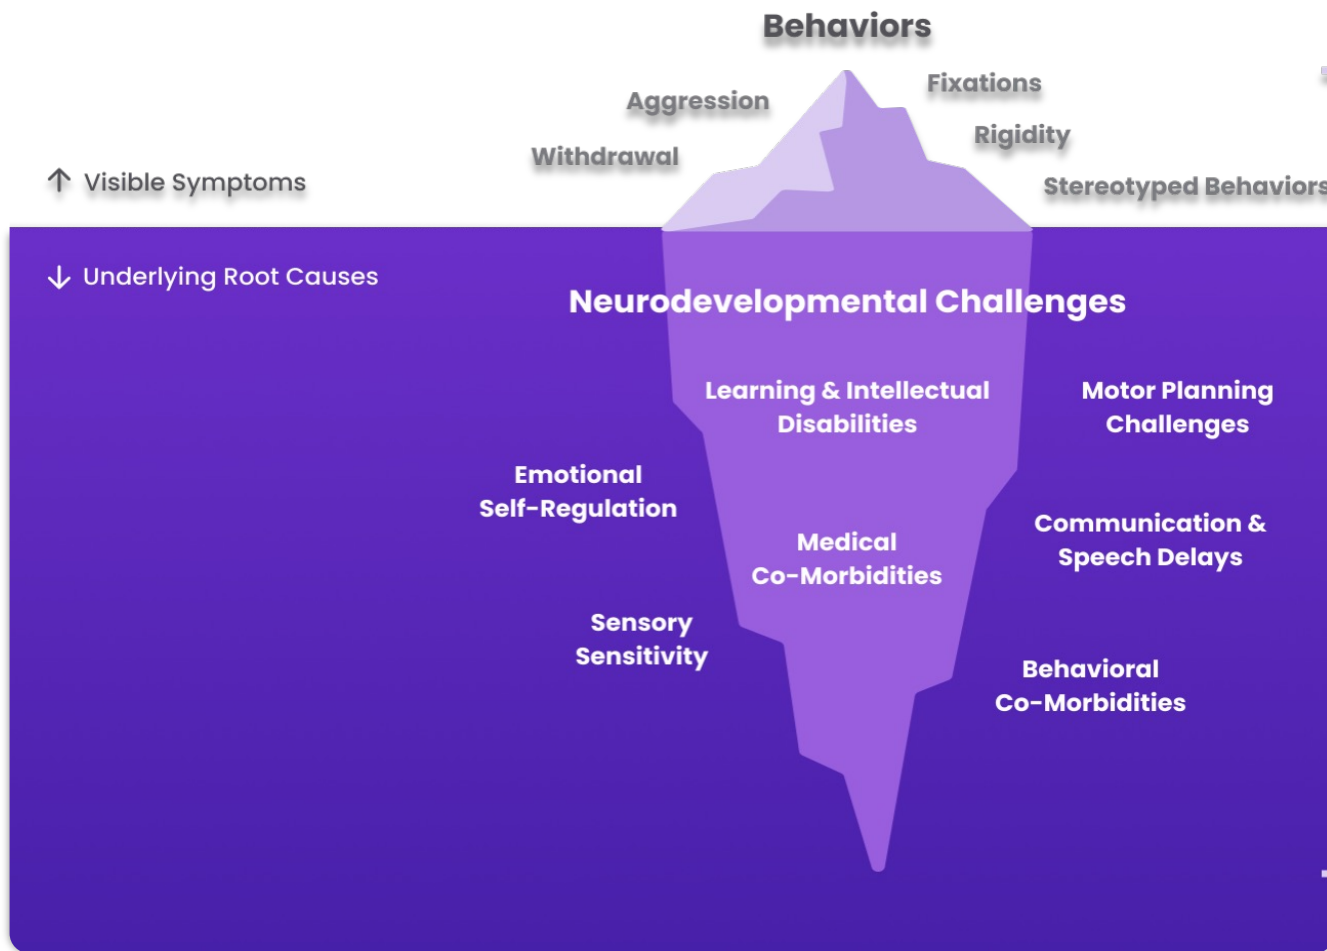 Behaviors
Fixations
Aggression
Rigidity
Withdrawal
Stereotyped Behaviors
↑ Visible Symptoms
↓ Underlying Root Causes
Neurodevelopmental Challenges
Learning & Intellectual
Disabilities
Motor Planning
Challenges
Emotional
Self-Regulation
Communication &
Speech Delays
Medical
Co-Morbidities
Sensory
Sensitivity
Behavioral
Co-Morbidities